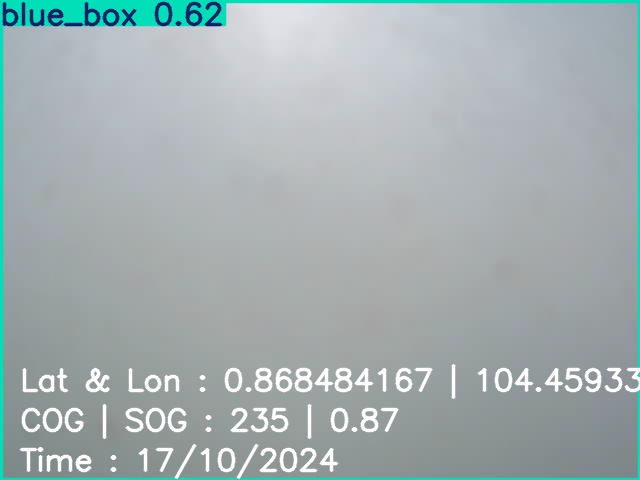 blue_box 0.62
Lat & Lon : 0.868484167 | 104.45933
COG | SOG : 235 | 0.87
Time : 17/10/2024